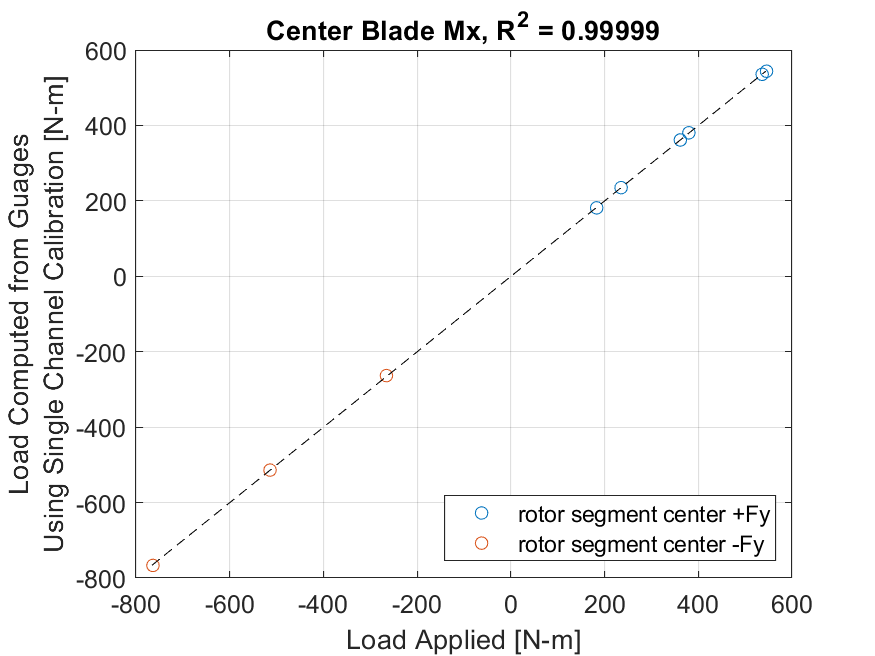 Center Blade Mx, R² = 0.99999
Load Computed from Guages
Using Single Channel Calibration [N-m]
600
400
200
0
-200
-400
-600
-800
-800 -600 -400 -200 0 200 400 600
Load Applied [N-m]
rotor segment center +Fy
rotor segment center -Fy